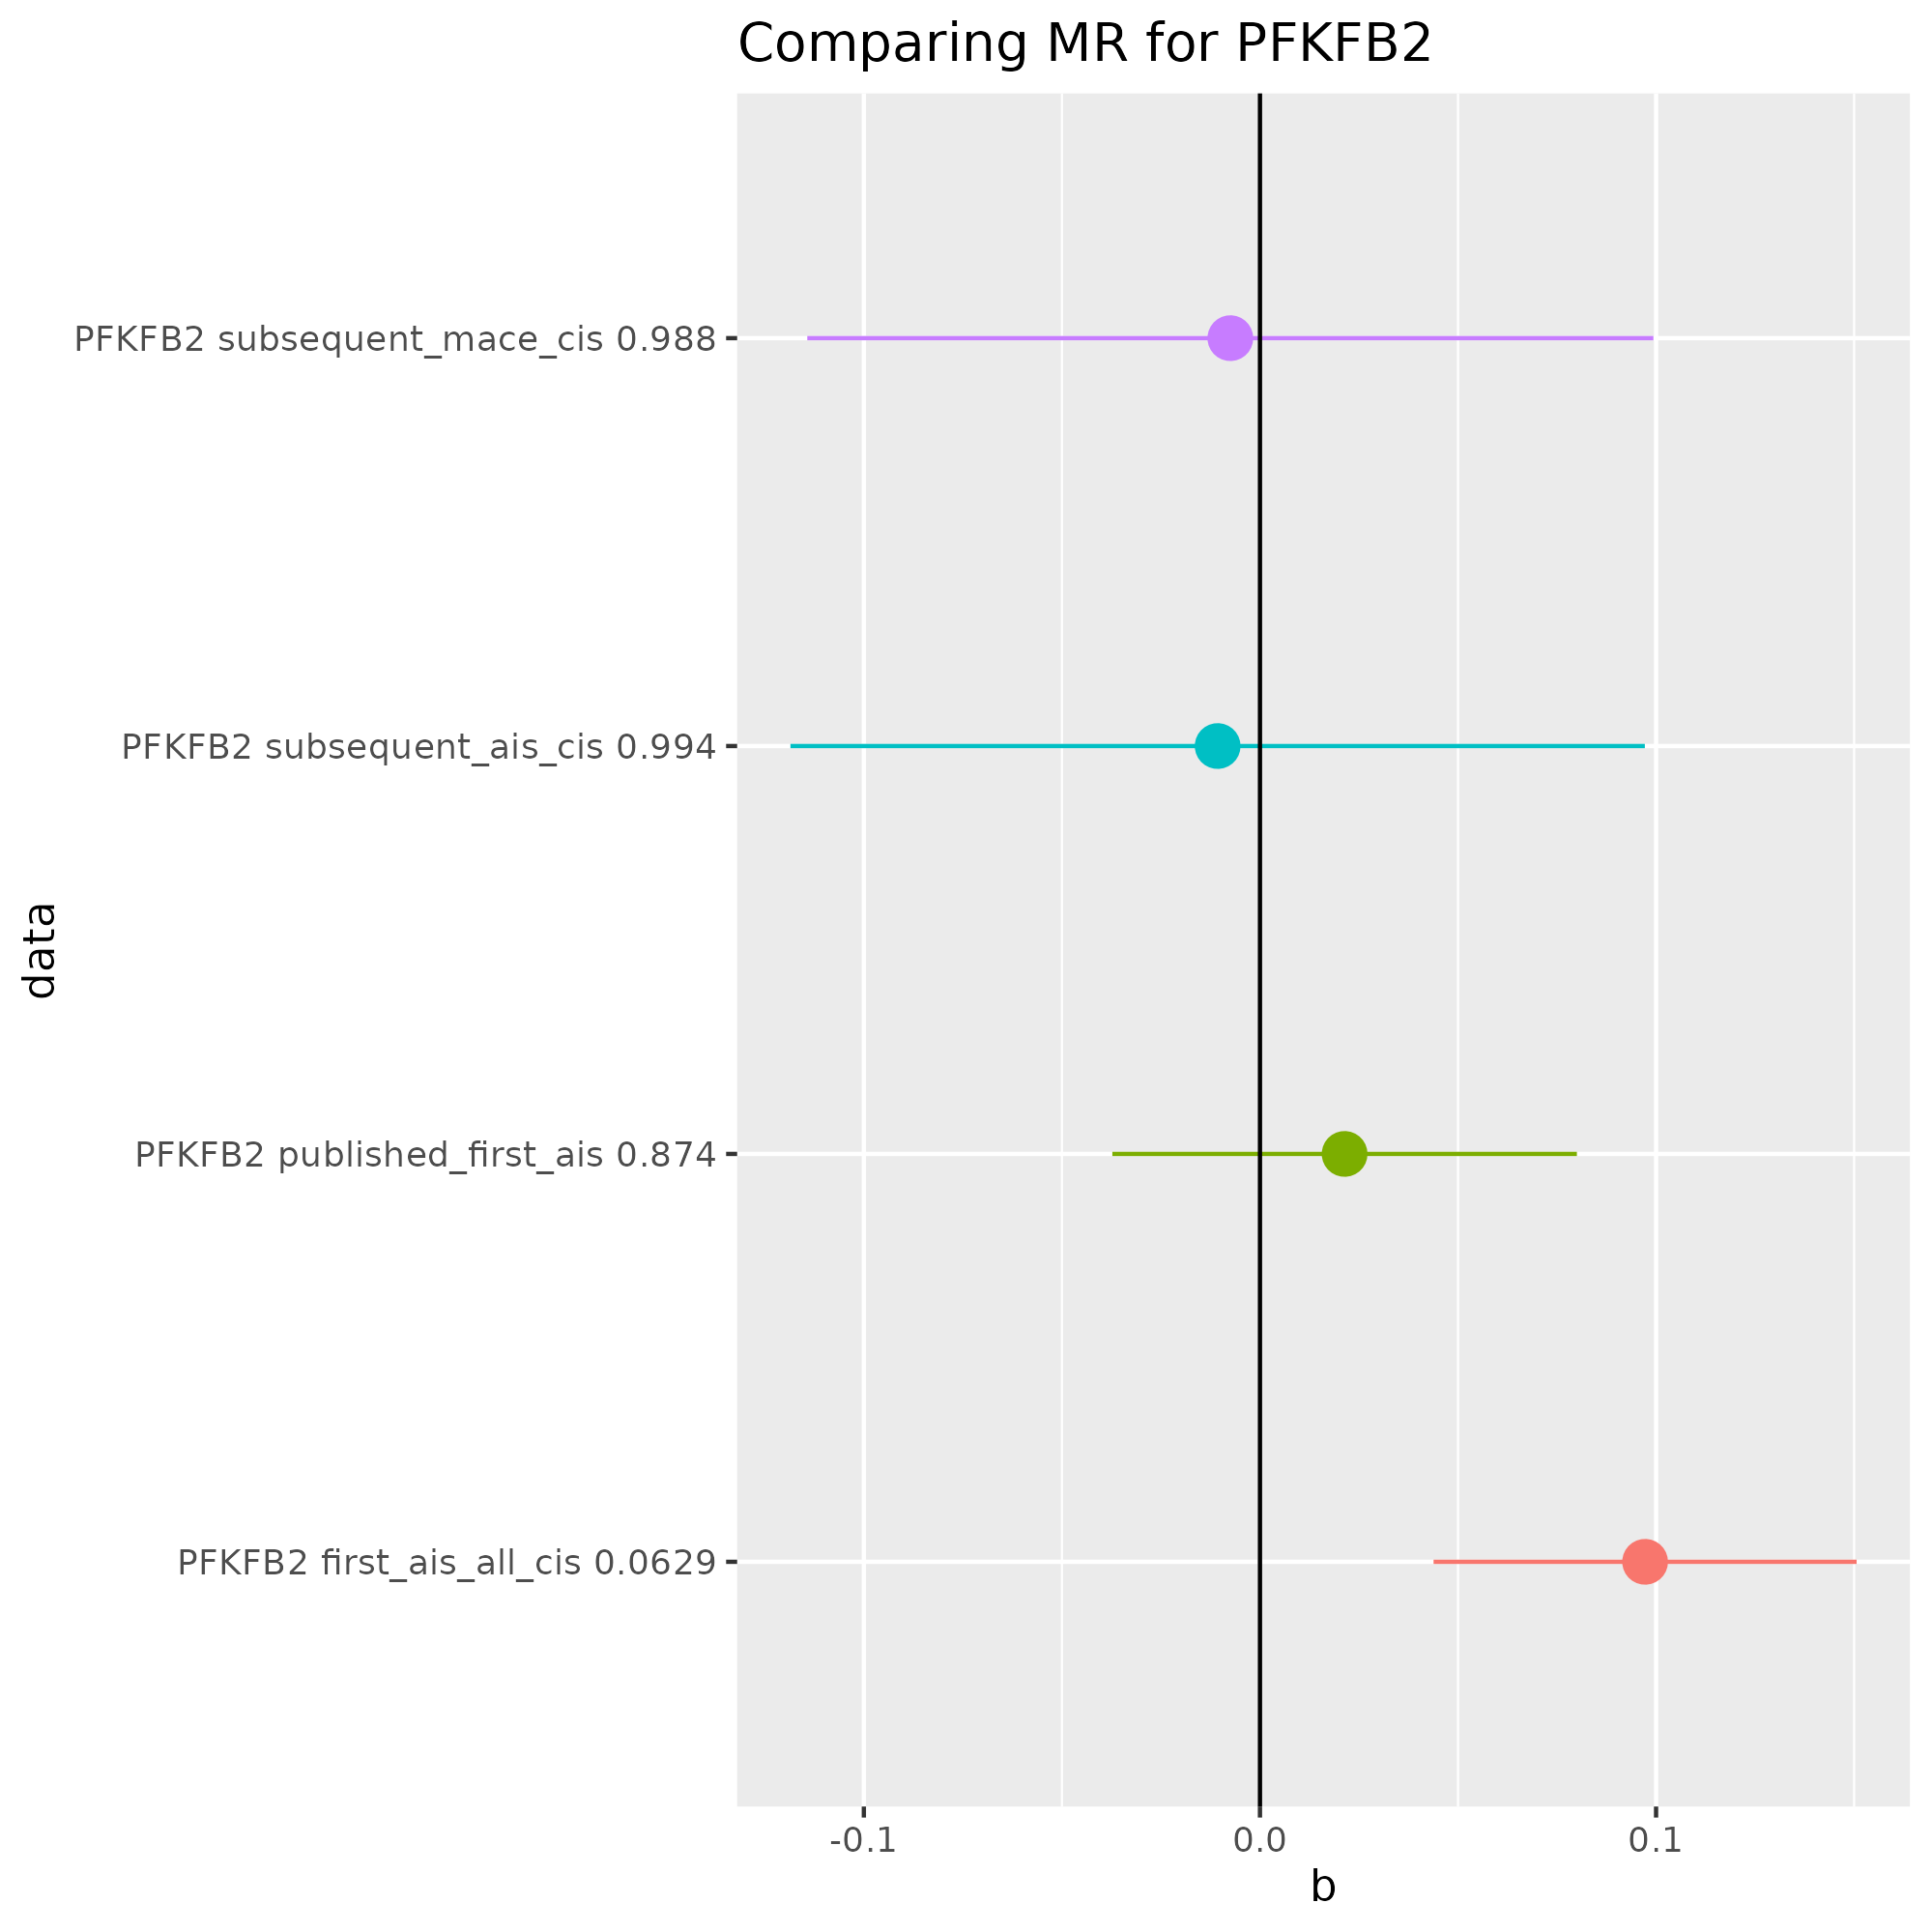 Comparing MR for PFKFB2
PFKFB2 subsequent_mace_cis 0.988
PFKFB2 subsequent_ais_cis 0.994
data
PFKFB2 published_first_ais 0.874
PFKFB2 first_ais_all_cis 0.0629
-0.1 0.0 0.1
b